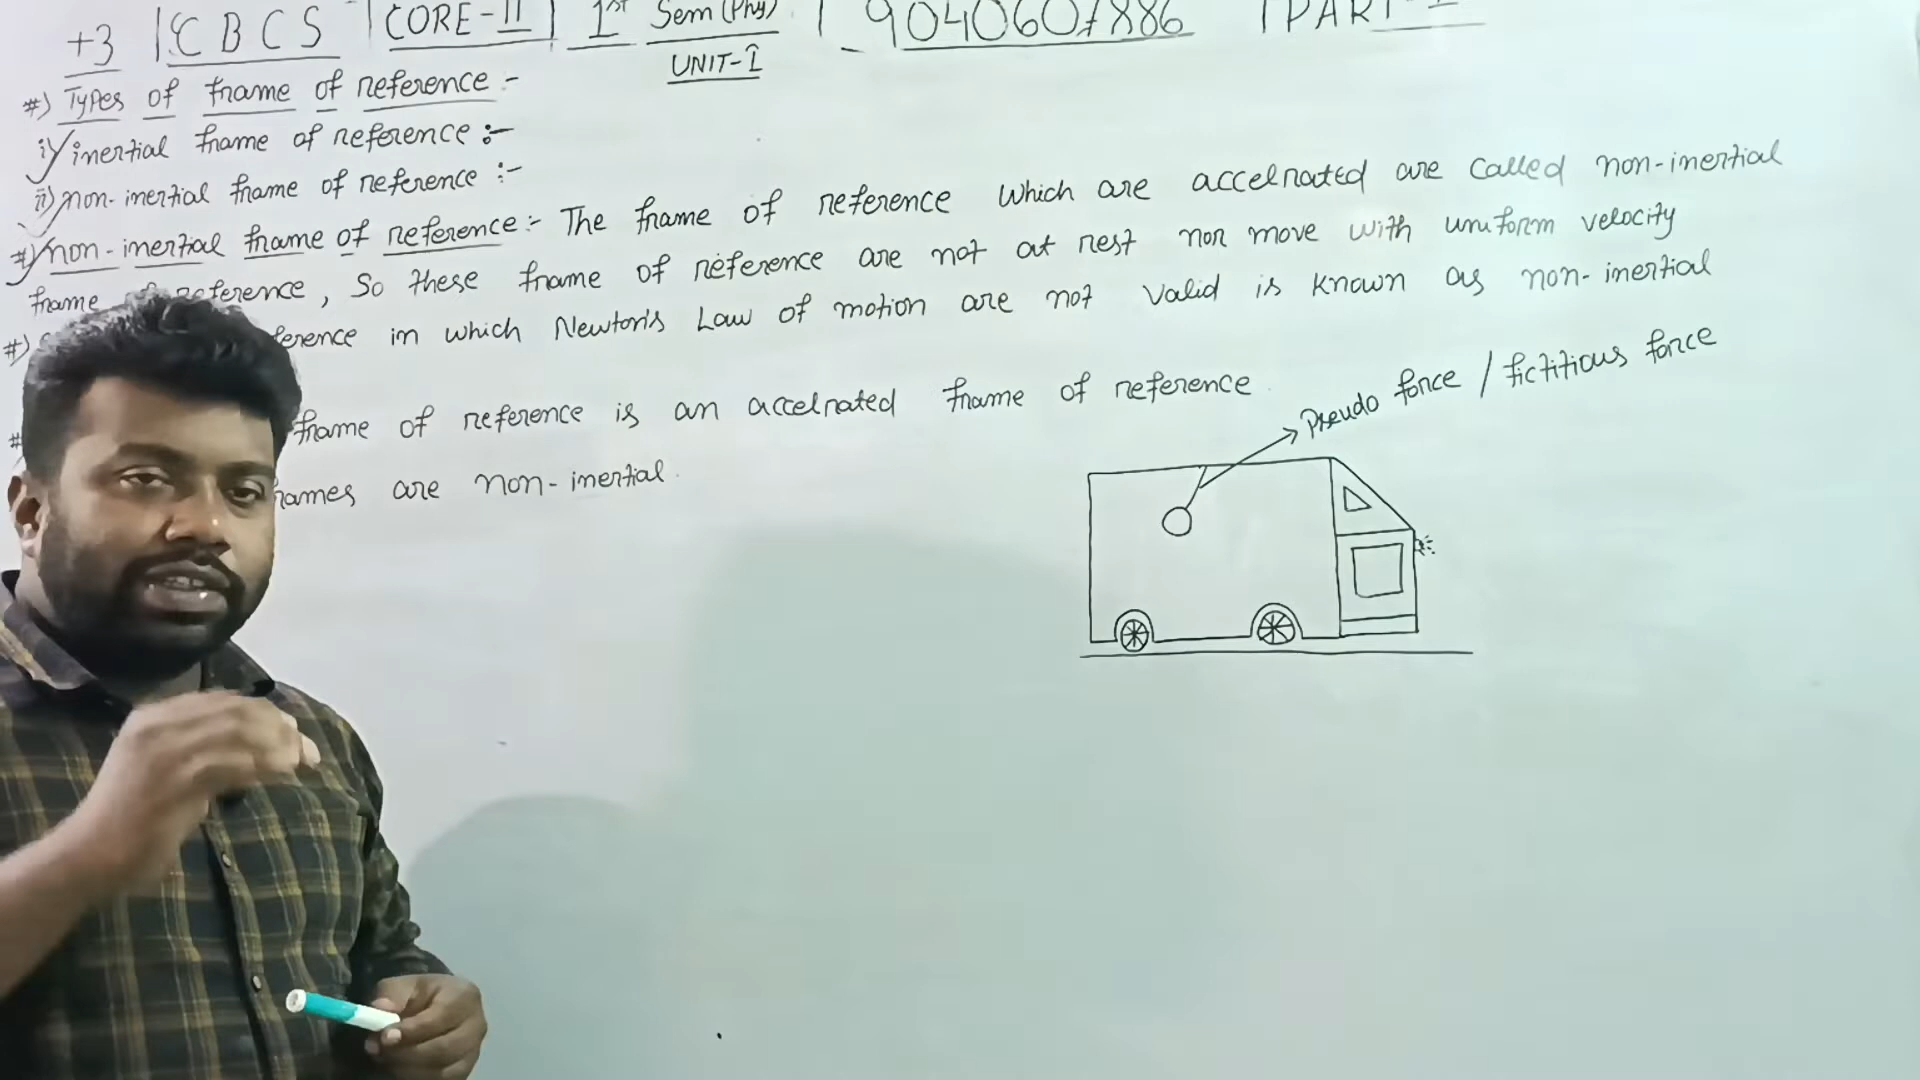 +3 | CBCS | CORE-II | 1st Sem (Phy) | 9040607886 | PART-
UNIT-I
#) Types of frame of reference :-
i) inertial frame of reference :-
ii) non-inertial frame of reference :-
#) non-inertial frame of reference :- The frame of reference which are accelrated are called non-inertial
frame reference, so these frame of reference are not at rest nor move with uniform velocity
#) in which Newton's Law of motion are not valid is known as non-inertial
# frame of reference is an accelrated frame of reference
are non-inertial.
Pseudo force / fictitious force